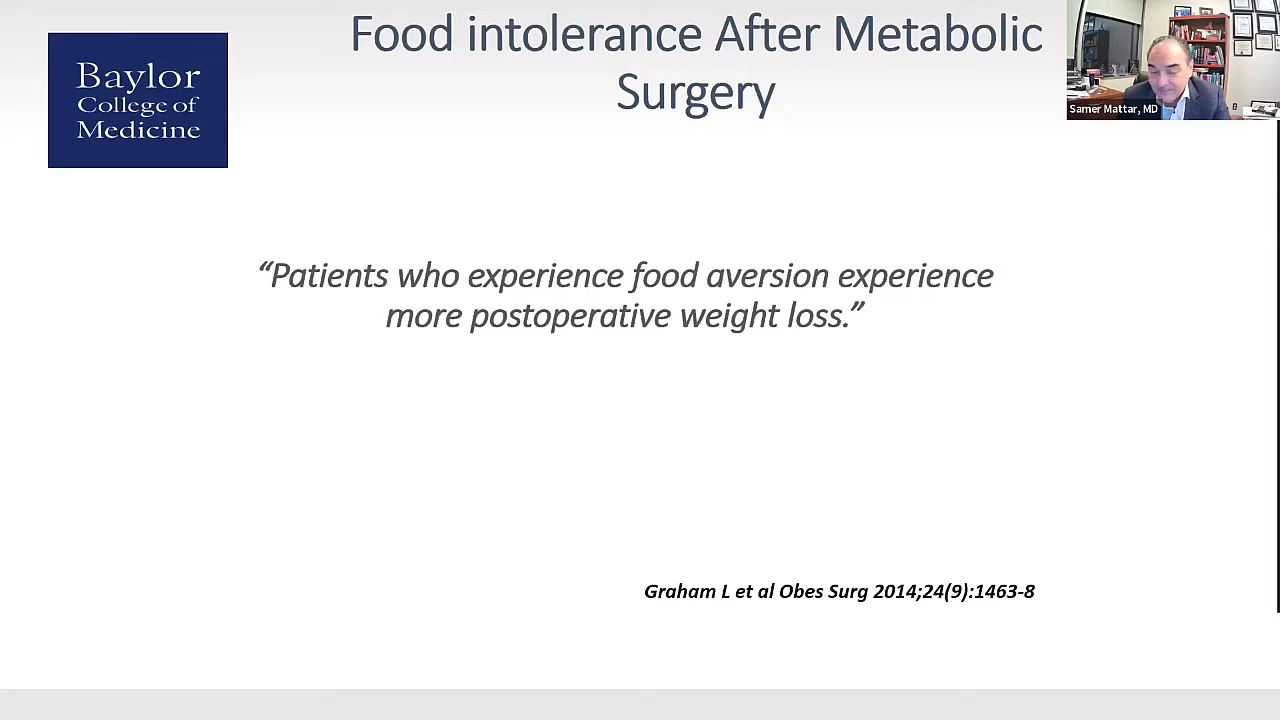 Food intolerance After Metabolic
Surgery
Baylor
College of
Medicine
Samer Mattar, MD
“Patients who experience food aversion experience
more postoperative weight loss.”
Graham L et al Obes Surg 2014;24(9):1463-8